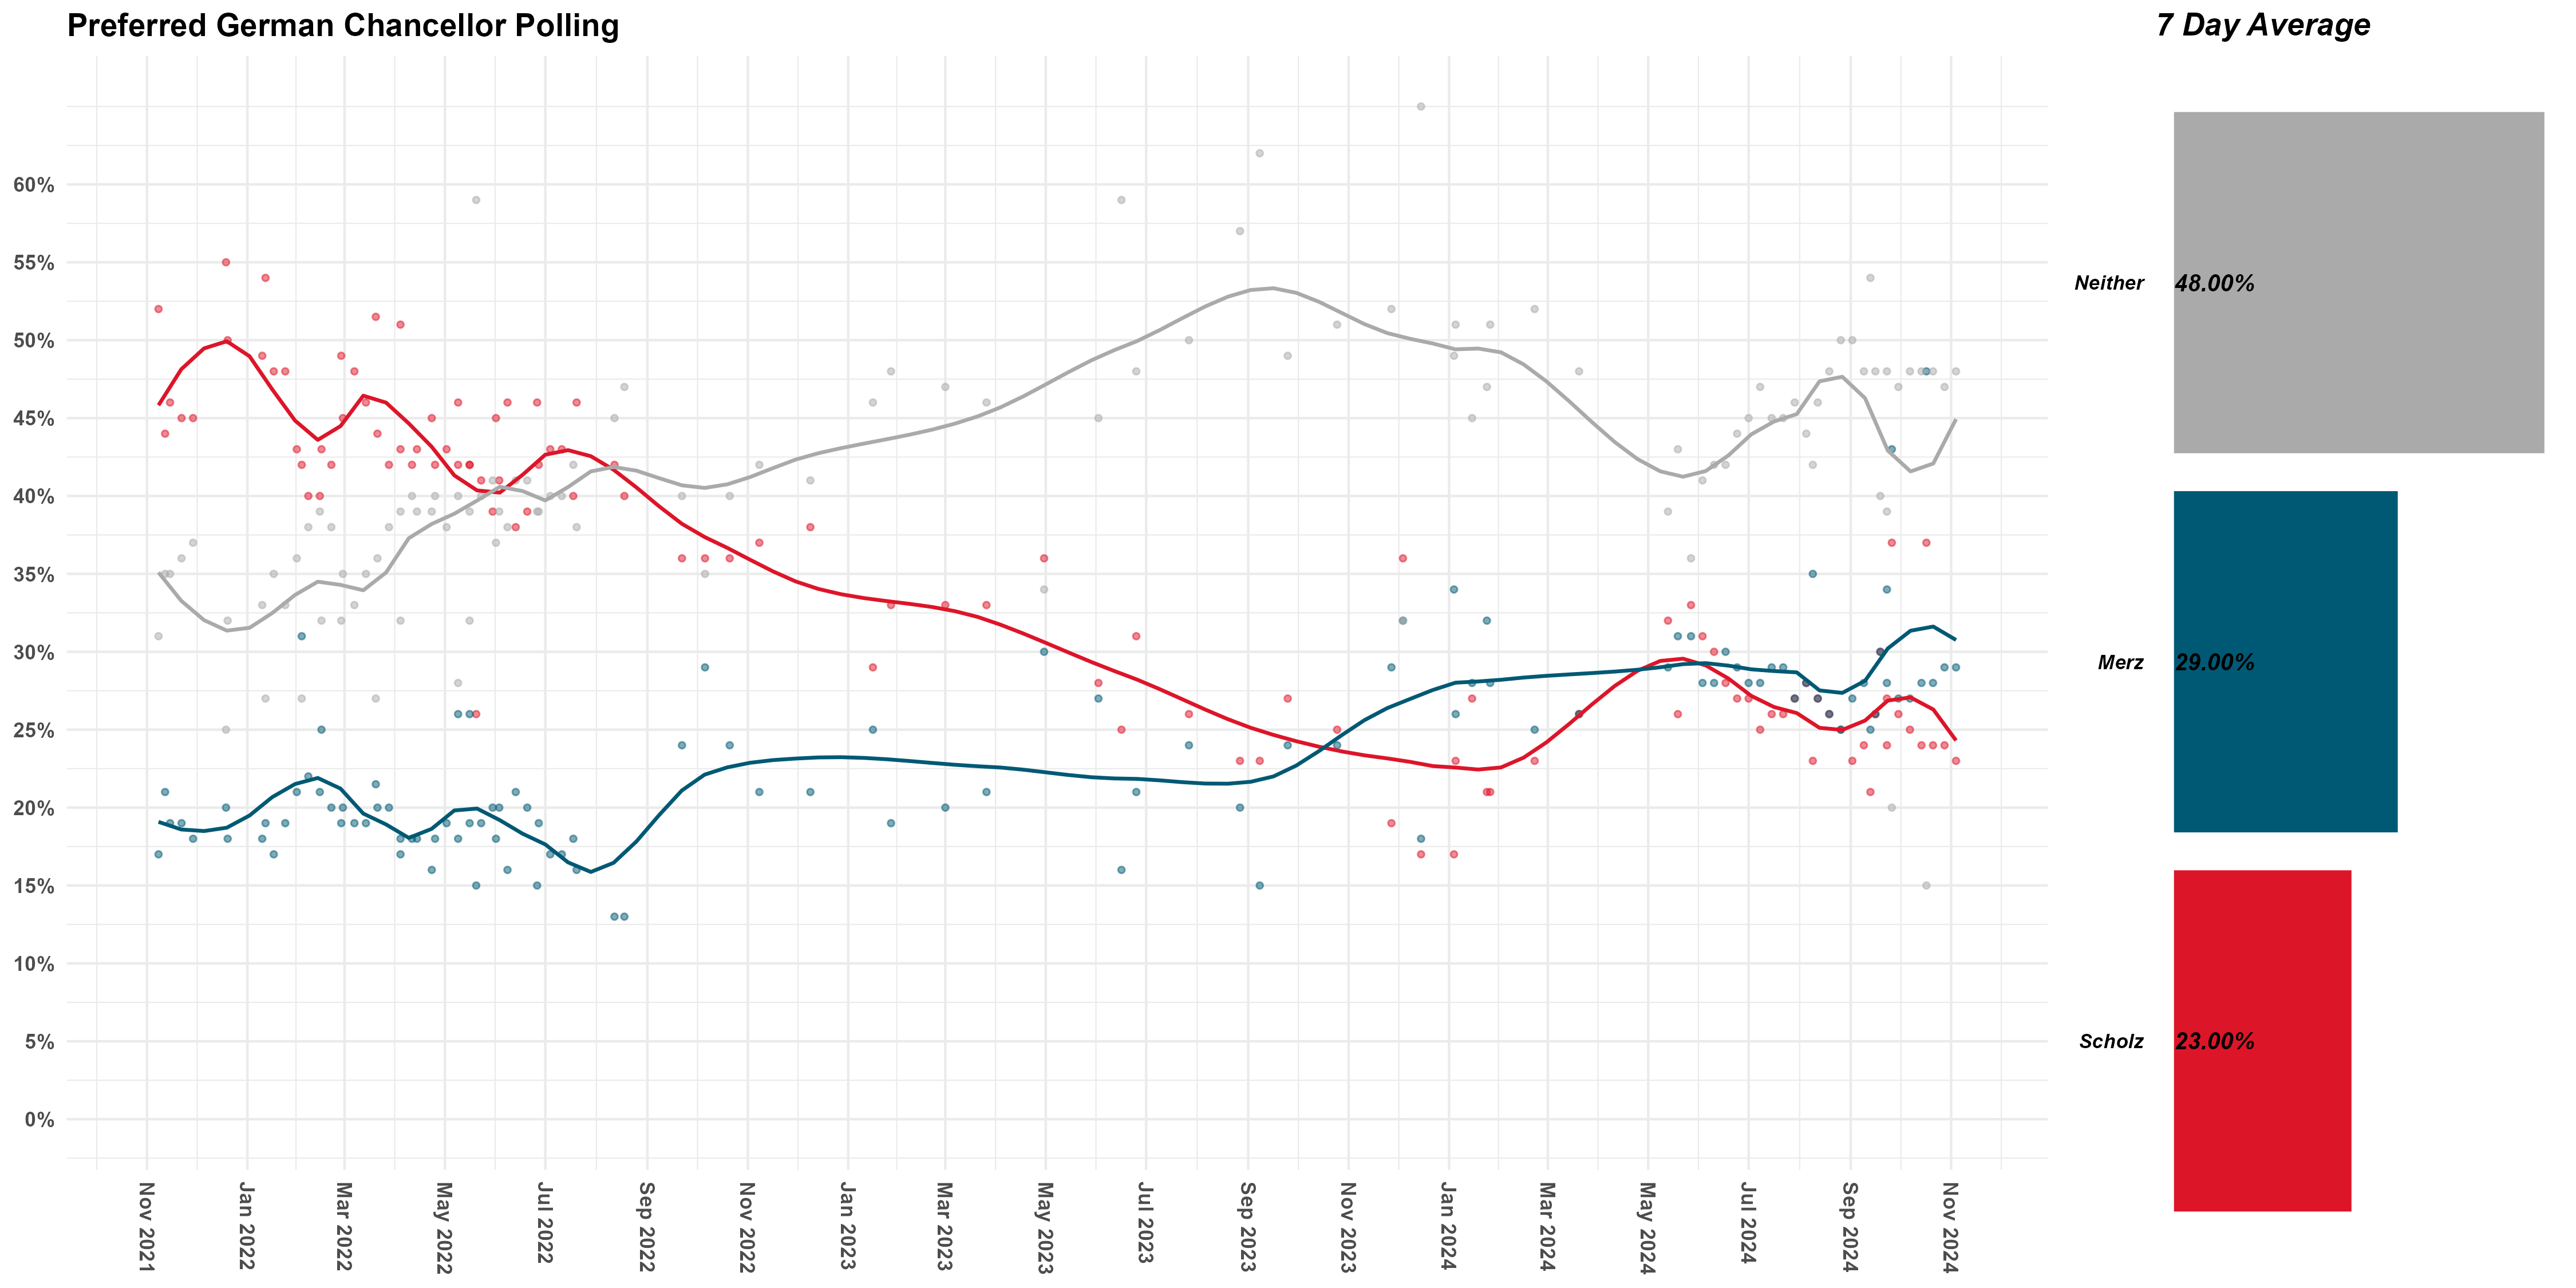 Preferred German Chancellor Polling
7 Day Average
60%
55%
50%
45%
40%
35%
30%
25%
20%
15%
10%
5%
0%
Nov 2021
Jan 2022
Mar 2022
May 2022
Jul 2022
Sep 2022
Nov 2022
Jan 2023
Mar 2023
May 2023
Jul 2023
Sep 2023
Nov 2023
Jan 2024
Mar 2024
May 2024
Jul 2024
Sep 2024
Nov 2024
Neither 48.00%
Merz 29.00%
Scholz 23.00%